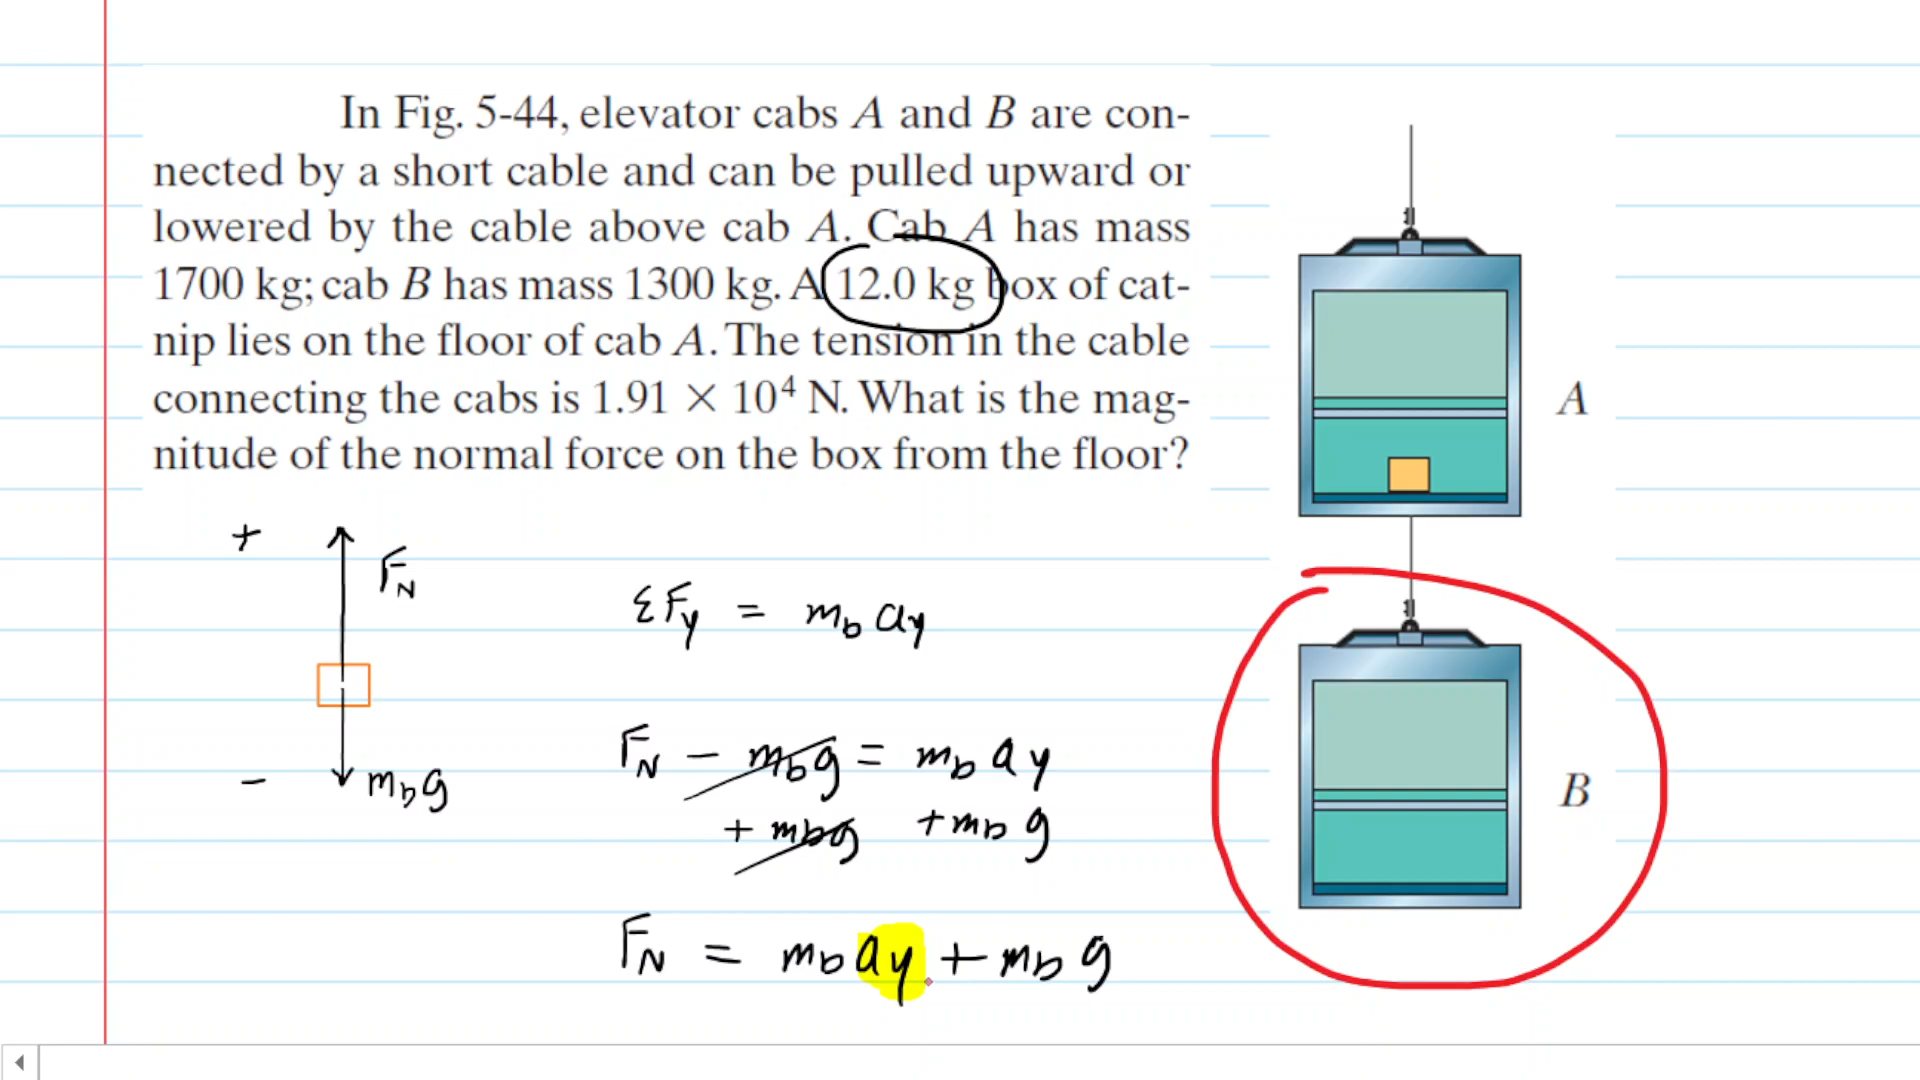 In Fig. 5-44, elevator cabs A and B are con-
nected by a short cable and can be pulled upward or
lowered by the cable above cab A. Cab A has mass
1700 kg; cab B has mass 1300 kg. A 12.0 kg box of cat-
nip lies on the floor of cab A. The tension in the cable
connecting the cabs is 1.91 × 10⁴ N. What is the mag-
nitude of the normal force on the box from the floor?
A
B
+
F_N
-
m_b g
ΣF_y = m_b a_y
F_N - m_b g = m_b a_y
+ m_b g + m_b g
F_N = m_b a_y + m_b g